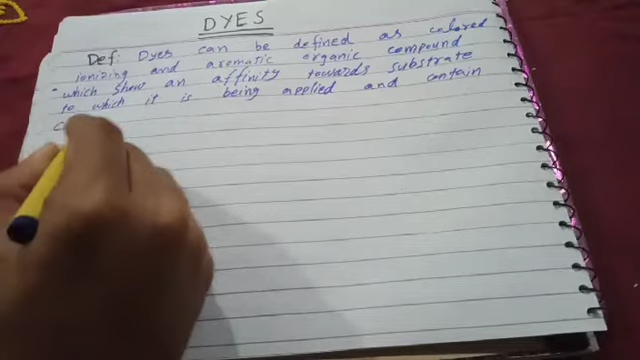 DYES
Def: Dyes can be defined as colored
ionizing and aromatic organic compound
which show an affinity towards substrate
to which it is being applied and contain